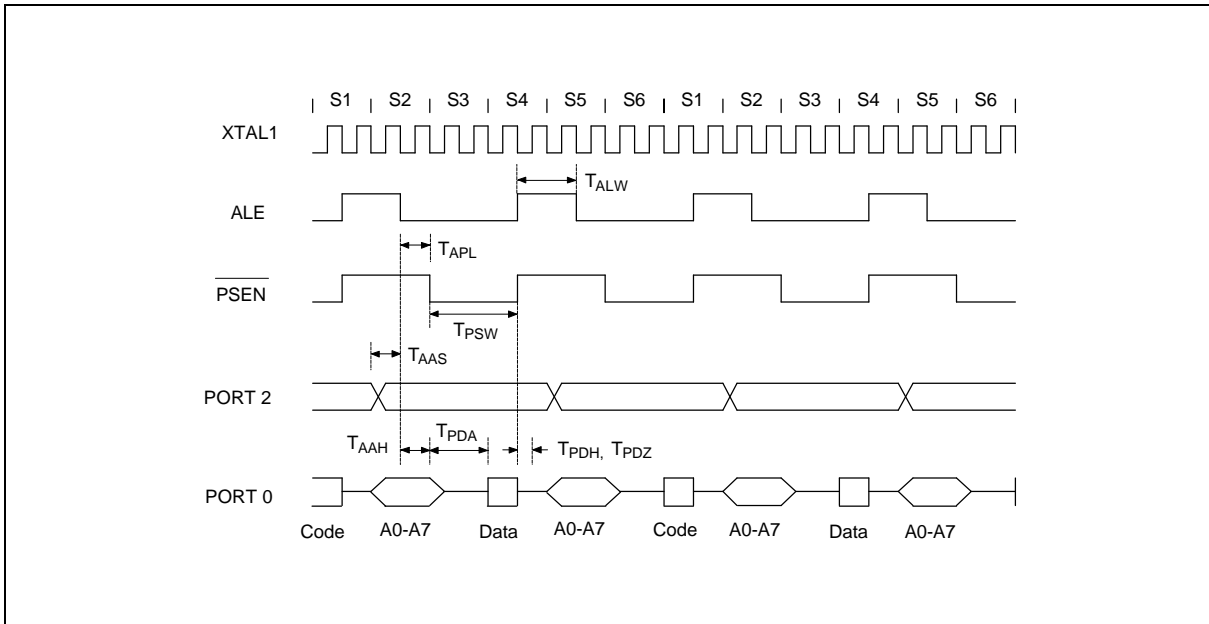 S1 S2 S3 S4 S5 S6 S1 S2 S3 S4 S5 S6
XTAL1
TALW
ALE
TAPL
PSEN
TPSW
TAAS
PORT 2
TAAH TPDA TPDH, TPDZ
PORT 0
Code A0-A7 Data A0-A7 Code A0-A7 Data A0-A7